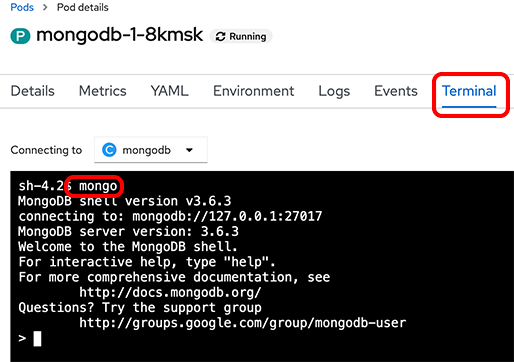 Pods > Pod details
P mongodb-1-8kmsk Running
Details Metrics YAML Environment Logs Events Terminal
Connecting to C mongodb
sh-4.2$ mongo
MongoDB shell version v3.6.3
connecting to: mongodb://127.0.0.1:27017
MongoDB server version: 3.6.3
Welcome to the MongoDB shell.
For interactive help, type "help".
For more comprehensive documentation, see
http://docs.mongodb.org/
Questions? Try the support group
http://groups.google.com/group/mongodb-user
>